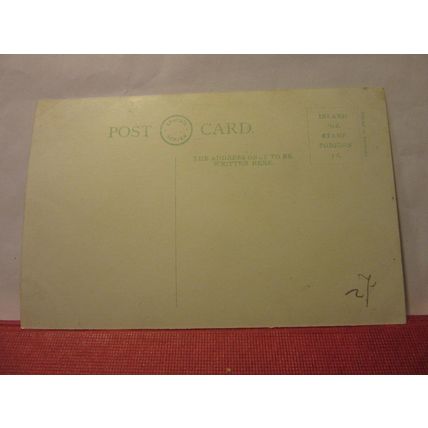 POST CARD.
THE ADDRESS ONLY TO BE
WRITTEN HERE.
INLAND
½d.
STAMP
FOREIGN
1d.